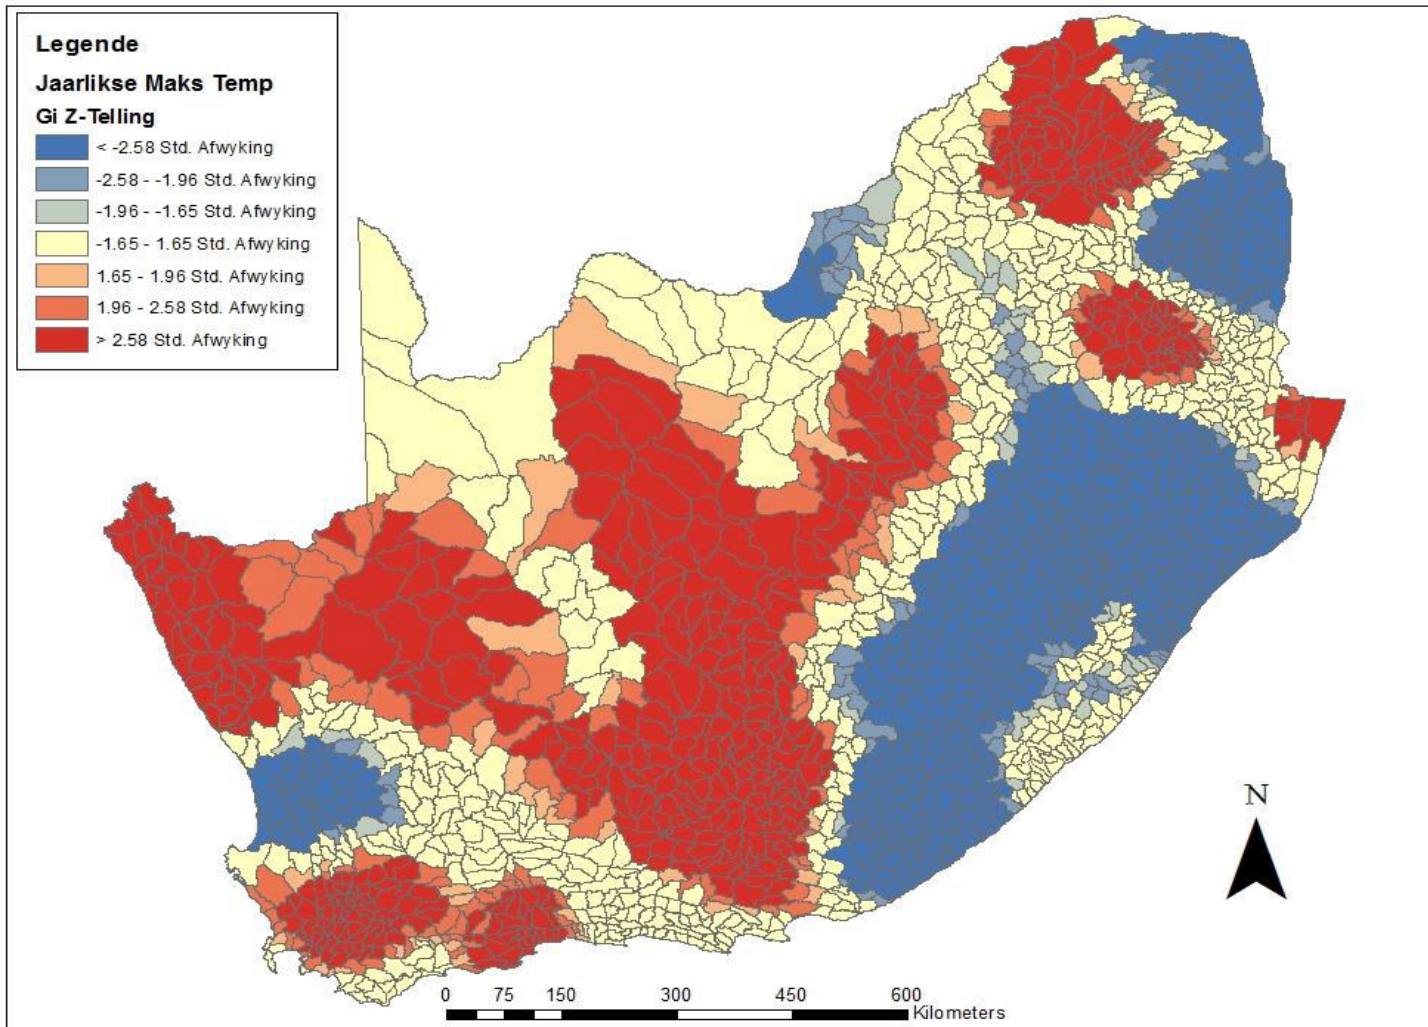 Legende
Jaarlikse Maks Temp
Gi Z-Telling
< -2.58 Std. Afwyking
-2.58 - -1.96 Std. Afwyking
-1.96 - -1.65 Std. Afwyking
-1.65 - 1.65 Std. Afwyking
1.65 - 1.96 Std. Afwyking
1.96 - 2.58 Std. Afwyking
> 2.58 Std. Afwyking
N
0 75 150 300 450 600
Kilometers